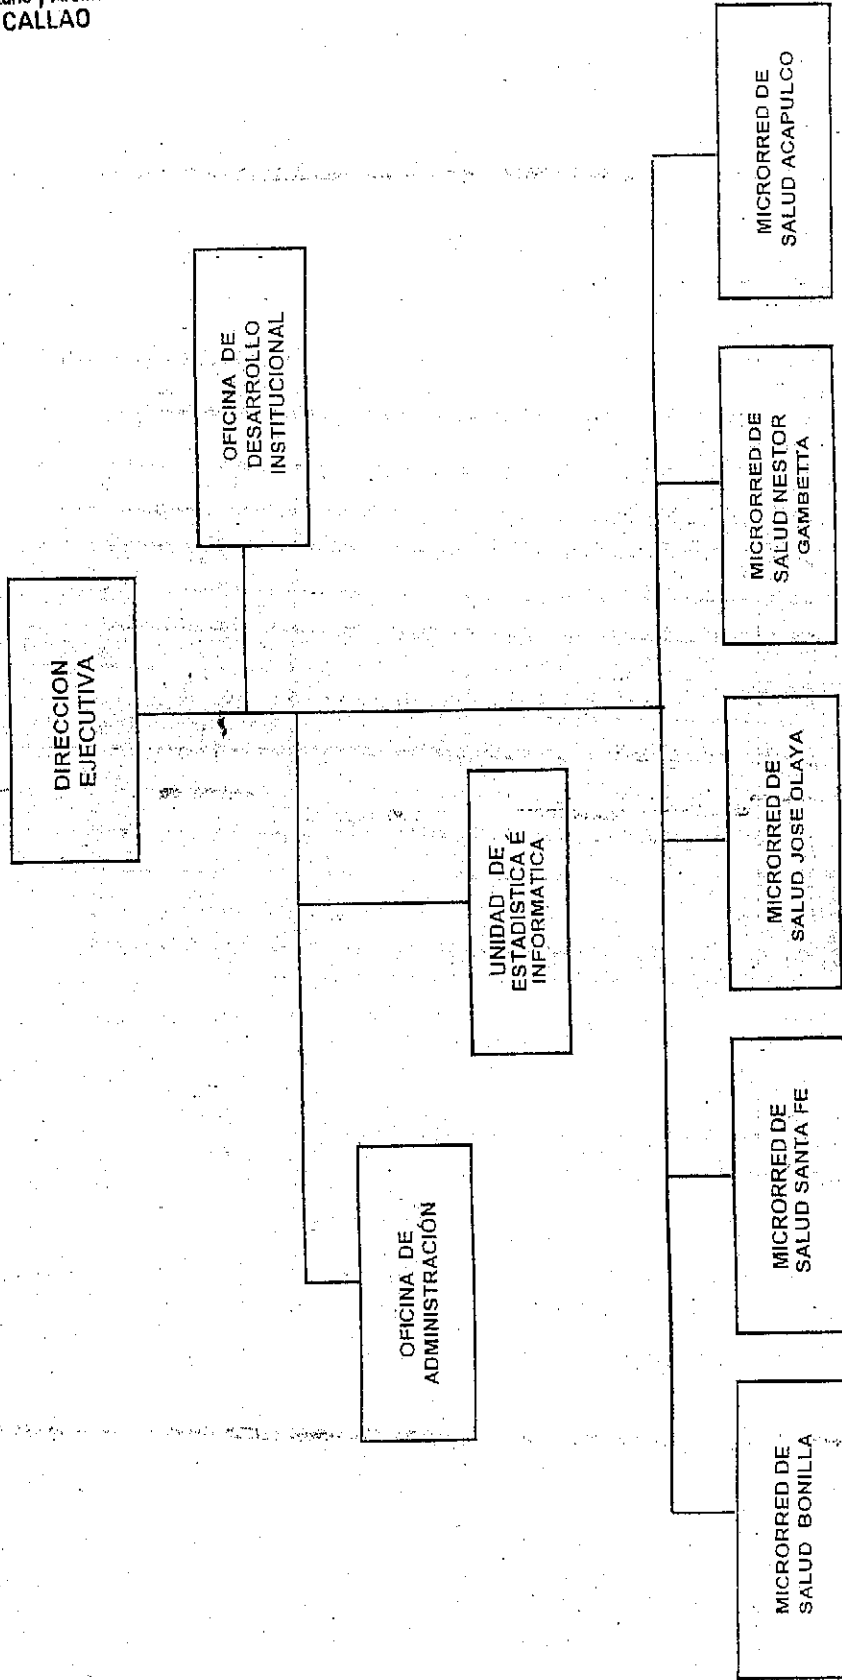 CALLAO
DIRECCION
EJECUTIVA
OFICINA DE
DESARROLLO
INSTITUCIONAL
OFICINA DE
ADMINISTRACIÓN
UNIDAD DE
ESTADISTICA É
INFORMATICA
MICRORRED DE
SALUD BONILLA
MICRORRED DE
SALUD SANTA FE
MICRORRED DE
SALUD JOSE OLAYA
MICRORRED DE
SALUD NESTOR
GAMBETTA
MICRORRED DE
SALUD ACAPULCO